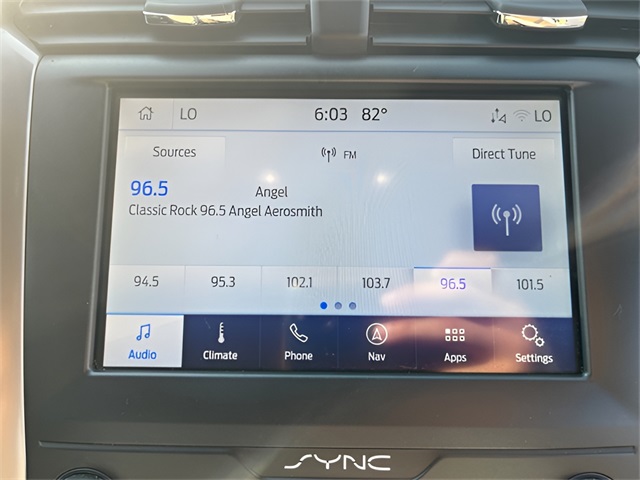 LO 6:03 82° LO
Sources FM Direct Tune
96.5 Angel
Classic Rock 96.5 Angel Aerosmith
94.5 95.3 102.1 103.7 96.5 101.5
Audio Climate Phone Nav Apps Settings
SYNC